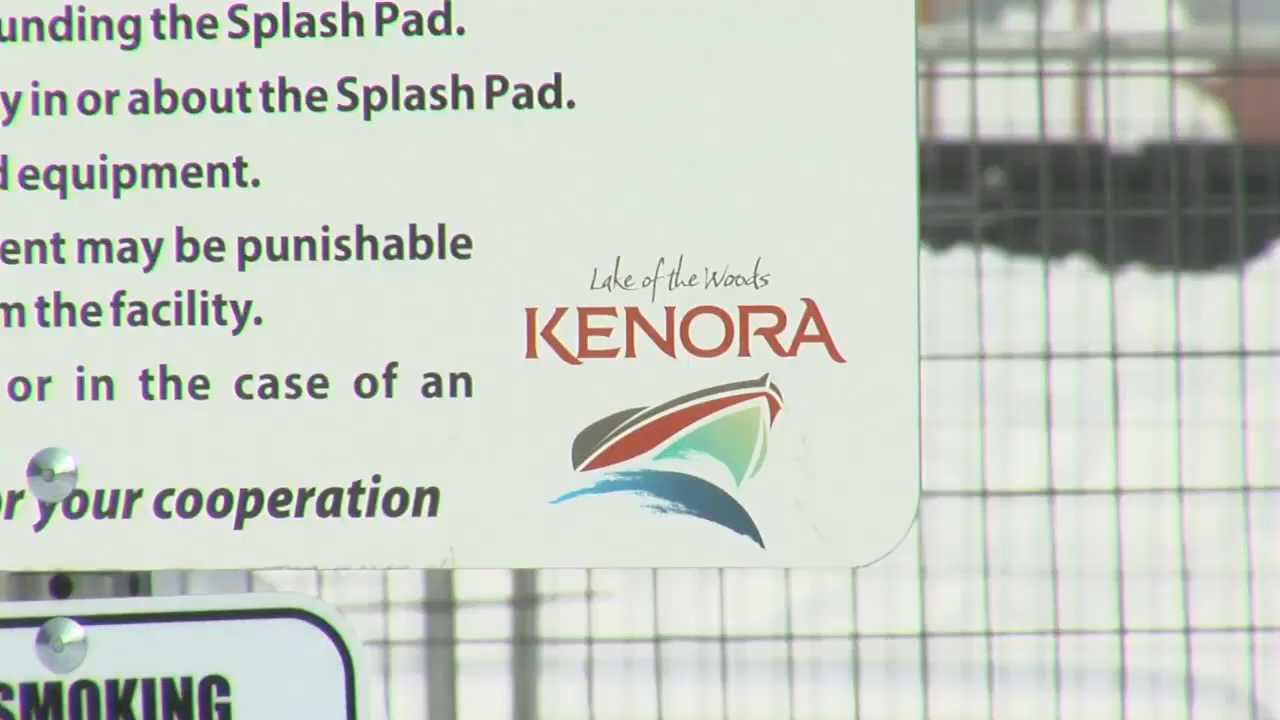 unding the Splash Pad.
y in or about the Splash Pad.
d equipment.
ent may be punishable
m the facility.
or in the case of an
or your cooperation
Lake of the Woods
KENORA
SMOKING